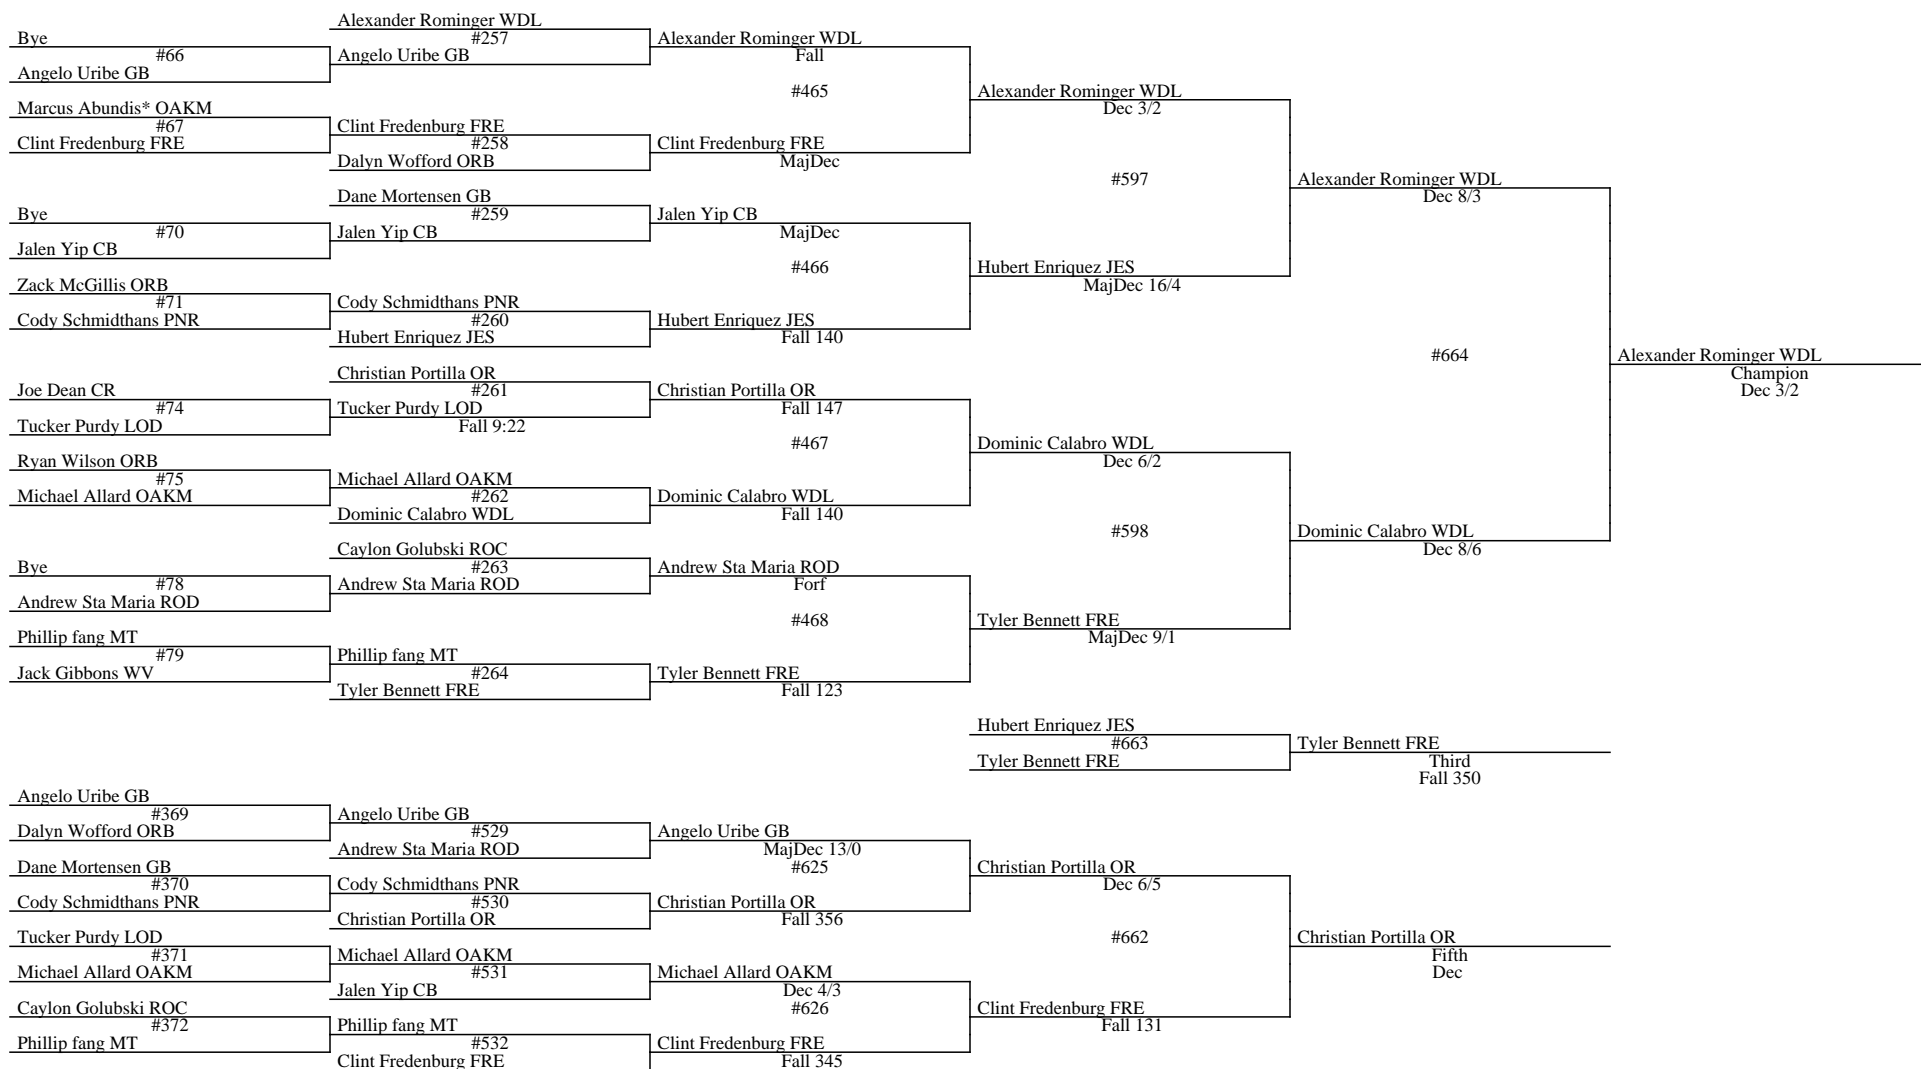 Alexander Rominger WDL
Bye
#257
Alexander Rominger WDL
#66
Angelo Uribe GB
Fall
Angelo Uribe GB
#465
Alexander Rominger WDL
Marcus Abundis* OAKM
Dec 3/2
#67
Clint Fredenburg FRE
Clint Fredenburg FRE
#258
Clint Fredenburg FRE
Dalyn Wofford ORB
MajDec
#597
Alexander Rominger WDL
Dane Mortensen GB
Dec 8/3
Bye
#259
Jalen Yip CB
#70
Jalen Yip CB
MajDec
Jalen Yip CB
#466
Hubert Enriquez JES
Zack McGillis ORB
MajDec 16/4
#71
Cody Schmidthans PNR
Cody Schmidthans PNR
#260
Hubert Enriquez JES
Hubert Enriquez JES
Fall 140
#664
Alexander Rominger WDL
Christian Portilla OR
Champion
Joe Dean CR
#261
Christian Portilla OR
Dec 3/2
#74
Tucker Purdy LOD
Fall 147
Tucker Purdy LOD
Fall 9:22
#467
Dominic Calabro WDL
Ryan Wilson ORB
Dec 6/2
#75
Michael Allard OAKM
Michael Allard OAKM
#262
Dominic Calabro WDL
Dominic Calabro WDL
Fall 140
#598
Dominic Calabro WDL
Caylon Golubski ROC
Dec 8/6
Bye
#263
Andrew Sta Maria ROD
#78
Andrew Sta Maria ROD
Forf
Andrew Sta Maria ROD
#468
Tyler Bennett FRE
Phillip fang MT
MajDec 9/1
#79
Phillip fang MT
Jack Gibbons WV
#264
Tyler Bennett FRE
Tyler Bennett FRE
Fall 123
Hubert Enriquez JES
#663
Tyler Bennett FRE
Tyler Bennett FRE
Third
Fall 350
Angelo Uribe GB
#369
Angelo Uribe GB
Dalyn Wofford ORB
#529
Angelo Uribe GB
Andrew Sta Maria ROD
MajDec 13/0
Dane Mortensen GB
#625
Christian Portilla OR
#370
Cody Schmidthans PNR
Dec 6/5
Cody Schmidthans PNR
#530
Christian Portilla OR
Christian Portilla OR
Fall 356
Tucker Purdy LOD
#662
Christian Portilla OR
#371
Michael Allard OAKM
Fifth
Michael Allard OAKM
#531
Michael Allard OAKM
Dec
Jalen Yip CB
Dec 4/3
Caylon Golubski ROC
#626
Clint Fredenburg FRE
#372
Phillip fang MT
Fall 131
Phillip fang MT
#532
Clint Fredenburg FRE
Clint Fredenburg FRE
Fall 345